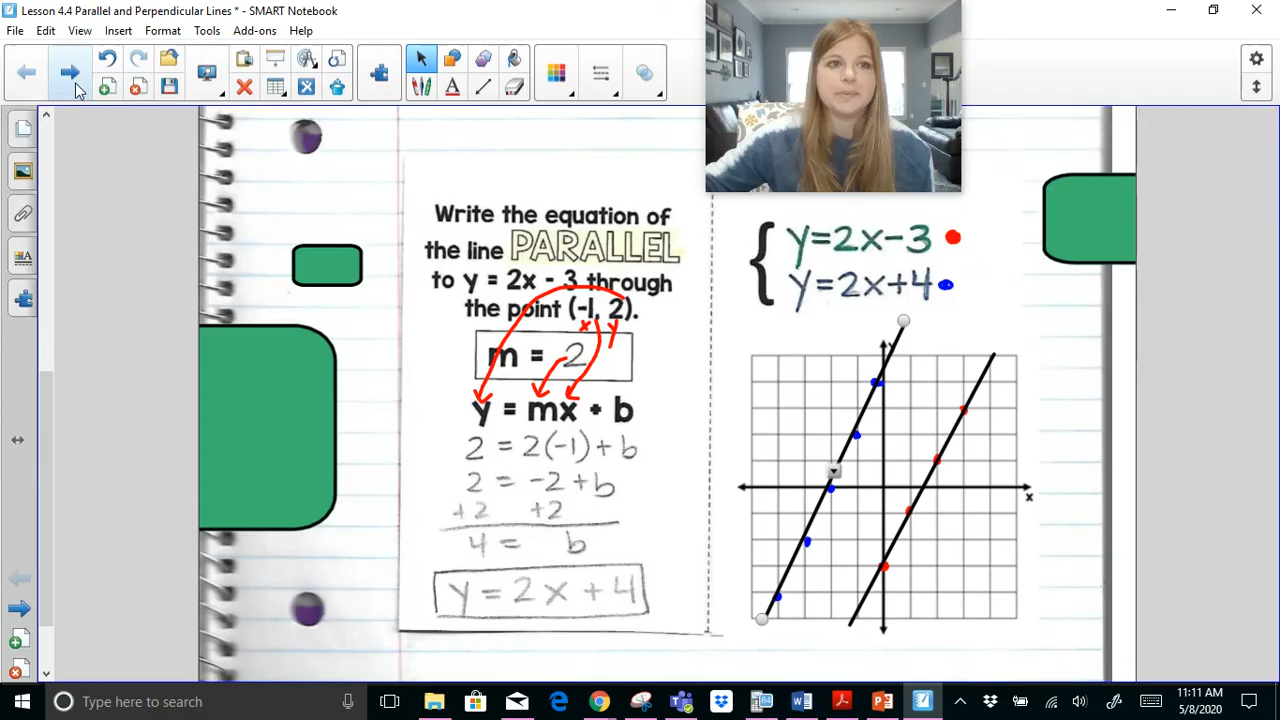 Lesson 4.4 Parallel and Perpendicular Lines * - SMART Notebook
File Edit View Insert Format Tools Add-ons Help
Write the equation of
the line PARALLEL
to y = 2x - 3 through
the point (-1, 2).
x y
m = 2
y = mx + b
2 = 2(-1) + b
2 = -2 + b
+2 +2
4 = b
y = 2x + 4
y=2x-3
y=2x+4
y
x
Type here to search
11:11 AM
5/8/2020